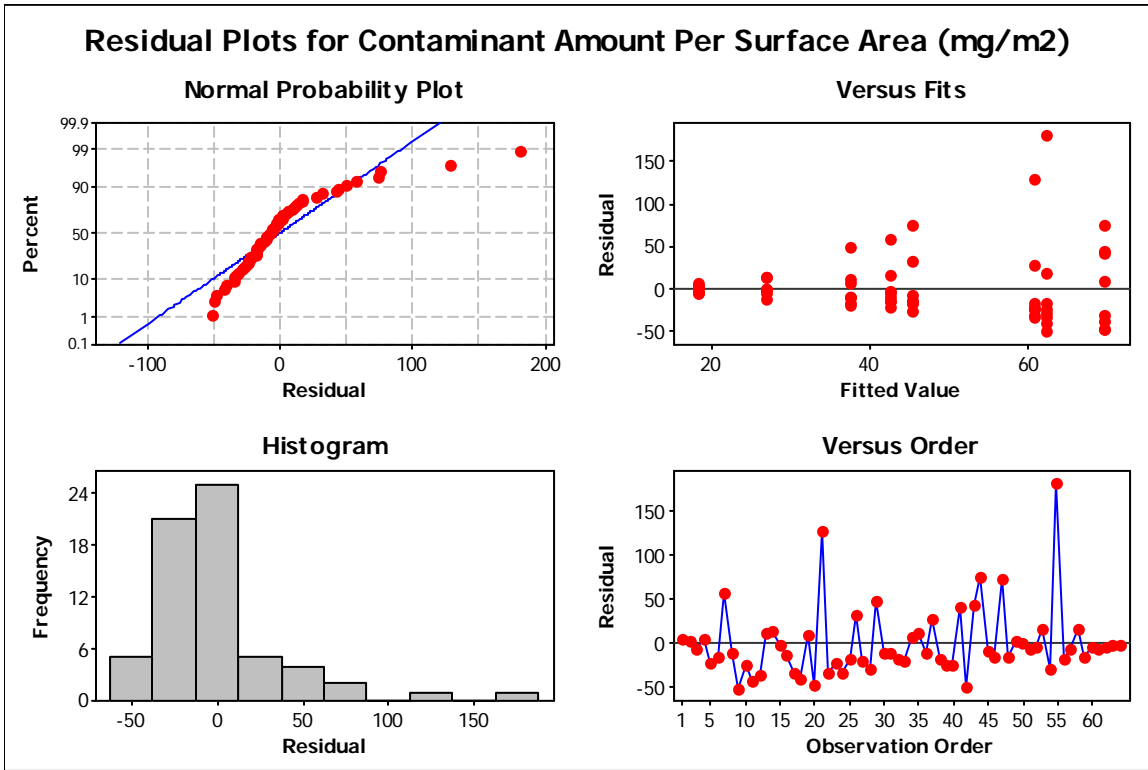 Residual Plots for Contaminant Amount Per Surface Area (mg/m2)
Normal Probability Plot
99.9
99
90
50
10
1
0.1
Percent
-100 0 100 200
Residual
Versus Fits
150
100
50
0
-50
Residual
20 40 60
Fitted Value
Histogram
24
18
12
6
0
Frequency
-50 0 50 100 150
Residual
Versus Order
150
100
50
0
-50
Residual
1 5 10 15 20 25 30 35 40 45 50 55 60
Observation Order